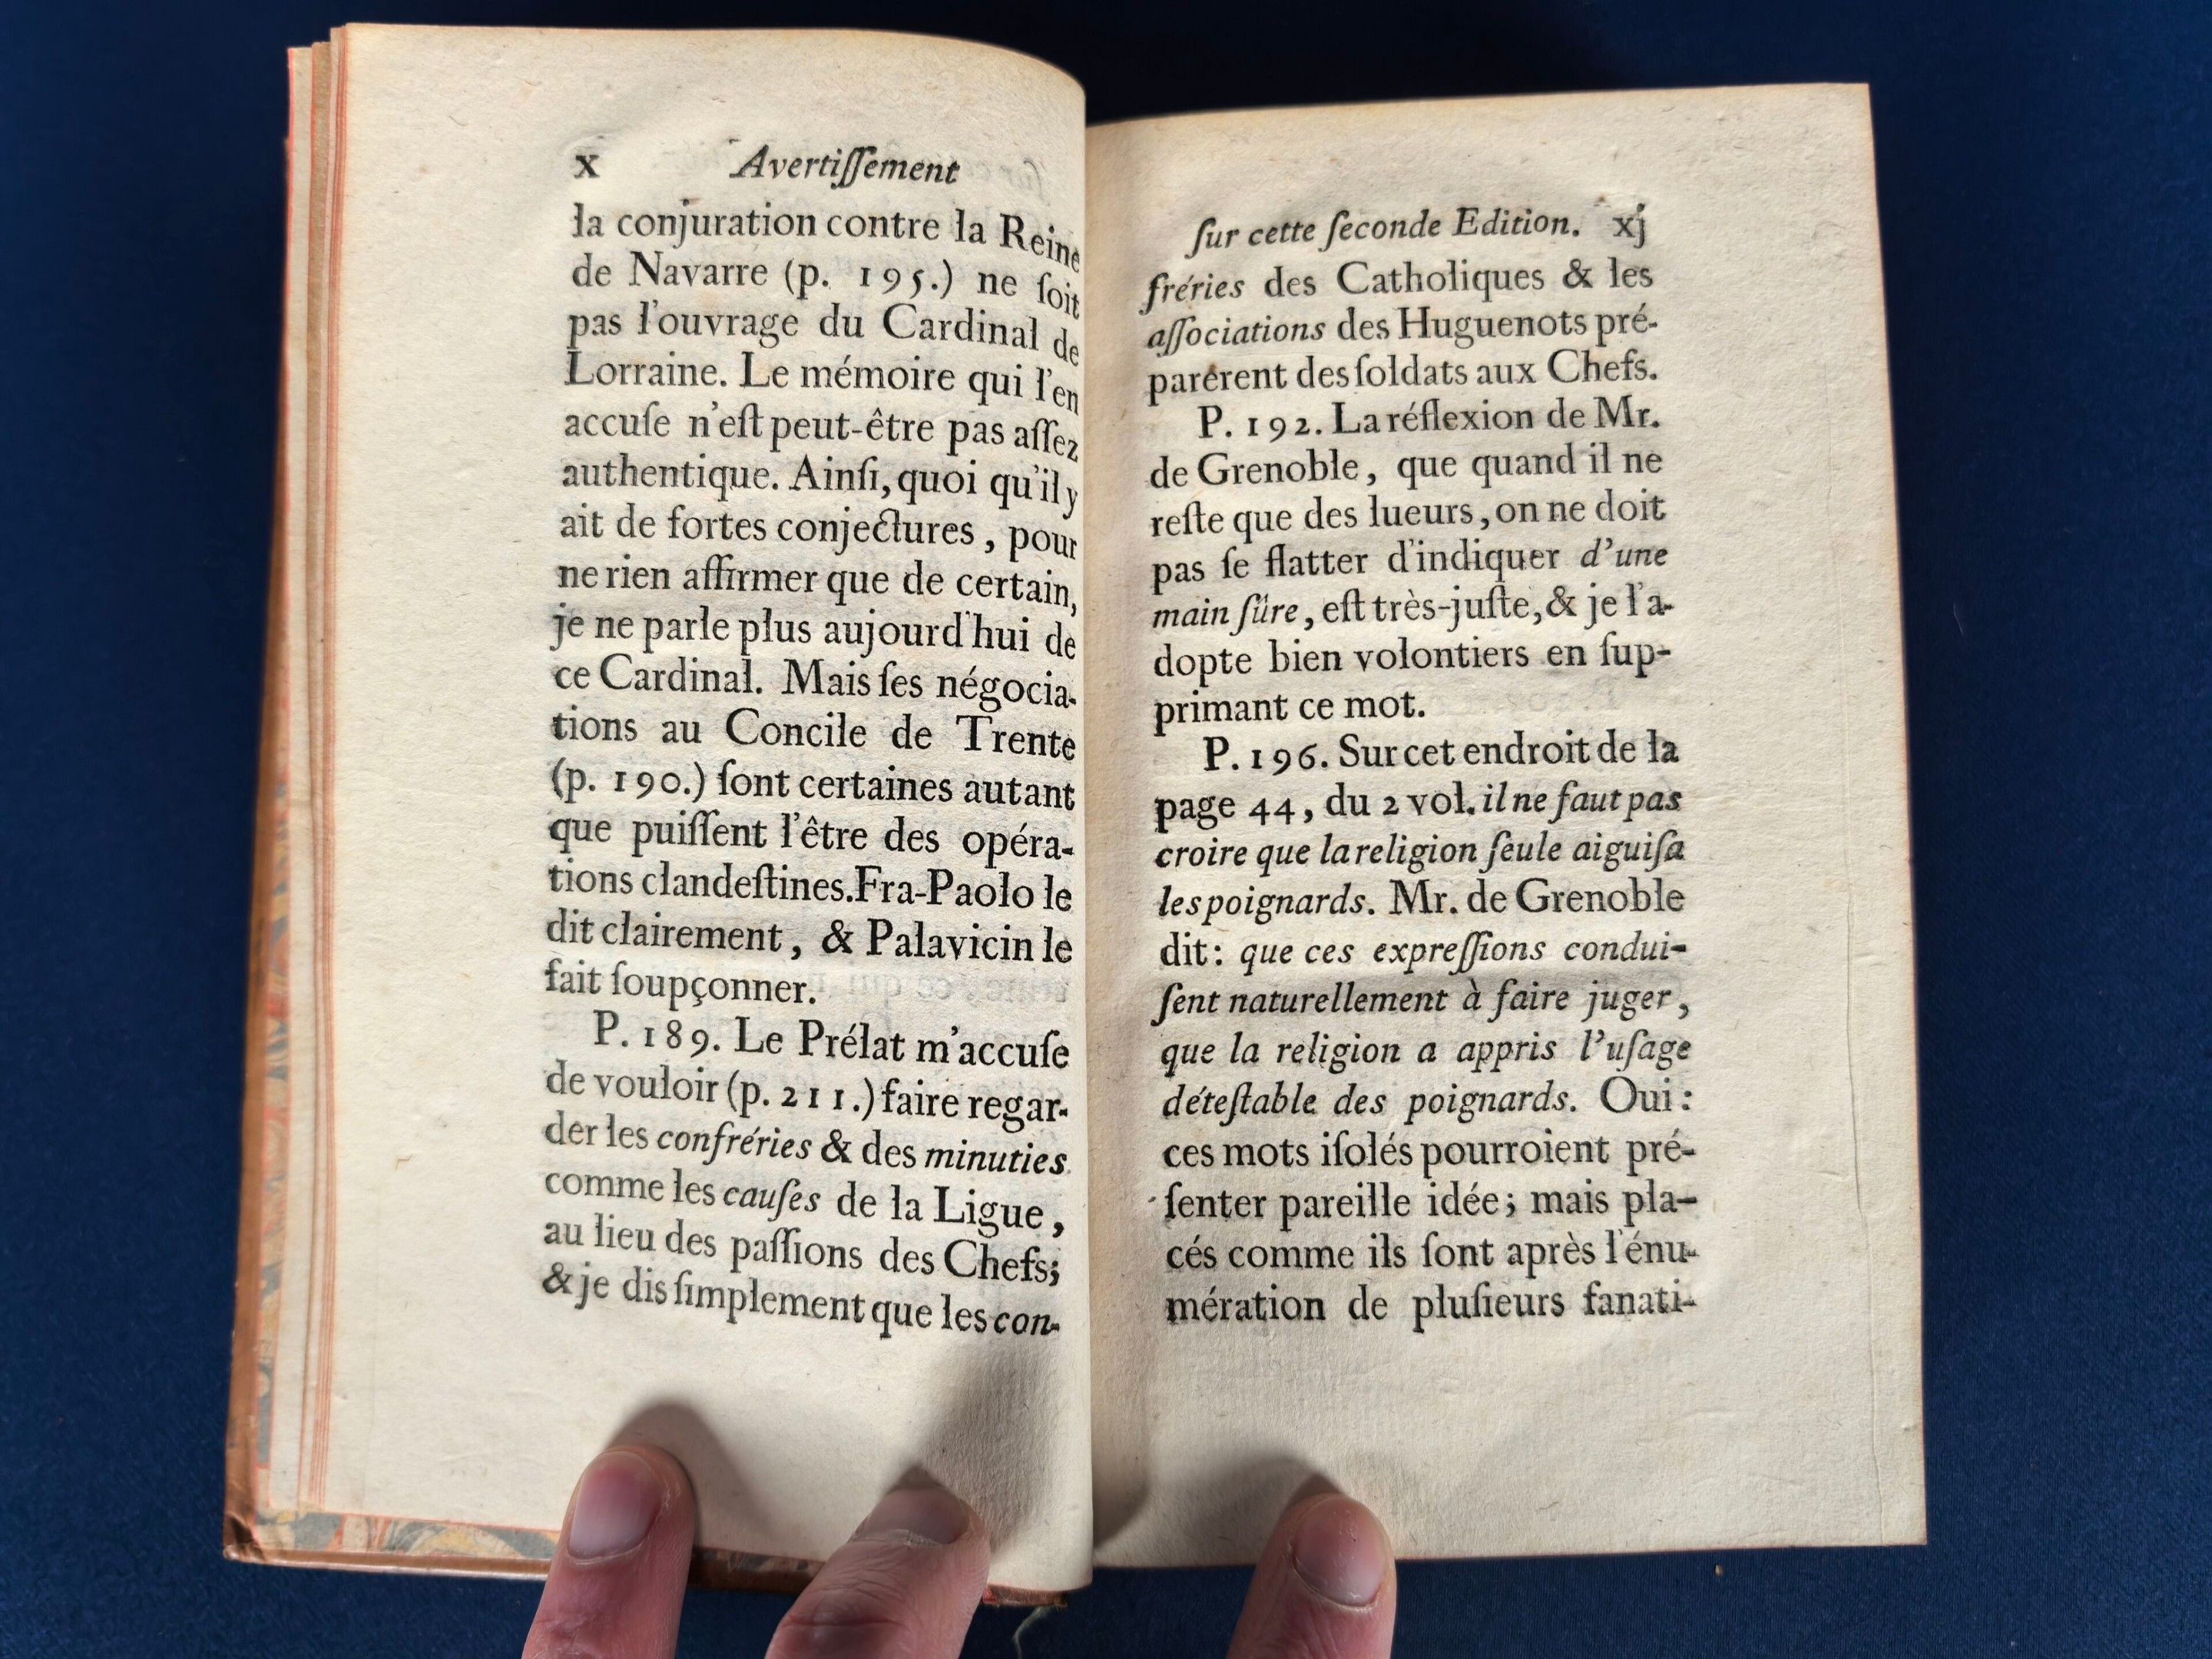 x Avertiſſement
la conjuration contre la Reine
de Navarre (p. 195.) ne ſoit
pas l'ouvrage du Cardinal de
Lorraine. Le mémoire qui l'en
accuſe n'eſt peut-être pas aſſez
authentique. Ainſi, quoi qu'il y
ait de fortes conjectures, pour
ne rien affirmer que de certain,
je ne parle plus aujourd'hui de
ce Cardinal. Mais ſes négocia-
tions au Concile de Trente
(p. 190.) ſont certaines autant
que puiſſent l'être des opéra-
tions clandeſtines. Fra-Paolo le
dit clairement, & Palavicin le
fait ſoupçonner.
P. 189. Le Prélat m'accuſe
de vouloir (p. 211.) faire regar-
der les confréries & des minuties
comme les cauſes de la Ligue,
au lieu des paſſions des Chefs;
& je dis ſimplement que les con-
ſur cette ſeconde Edition. xj
fréries des Catholiques & les
aſſociations des Huguenots pré-
parérent des ſoldats aux Chefs.
P. 192. La réflexion de Mr.
de Grenoble, que quand il ne
reſte que des lueurs, on ne doit
pas ſe flatter d'indiquer d'une
main ſûre, eſt très-juſte, & je l'a-
dopte bien volontiers en ſup-
primant ce mot.
P. 196. Sur cet endroit de la
page 44, du 2 vol. il ne faut pas
croire que la religion ſeule aiguiſa
les poignards. Mr. de Grenoble
dit: que ces expreſſions condui-
ſent naturellement à faire juger,
que la religion a appris l'uſage
déteſtable des poignards. Oui:
ces mots iſolés pourroient pré-
ſenter pareille idée; mais pla-
cés comme ils ſont après l'énu-
mération de pluſieurs fanati-